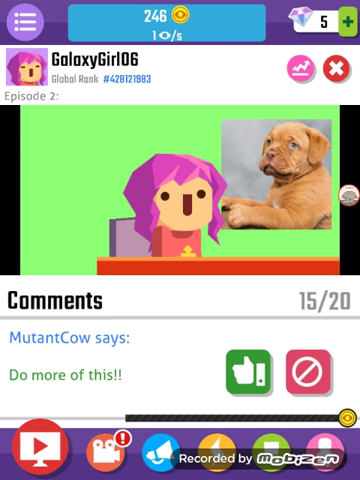 246
1 /s
5 +
GalaxyGirl06
Global Rank #428121983
Episode 2:
Comments 15/20
MutantCow says:
Do more of this!!
!
Recorded by mobizen